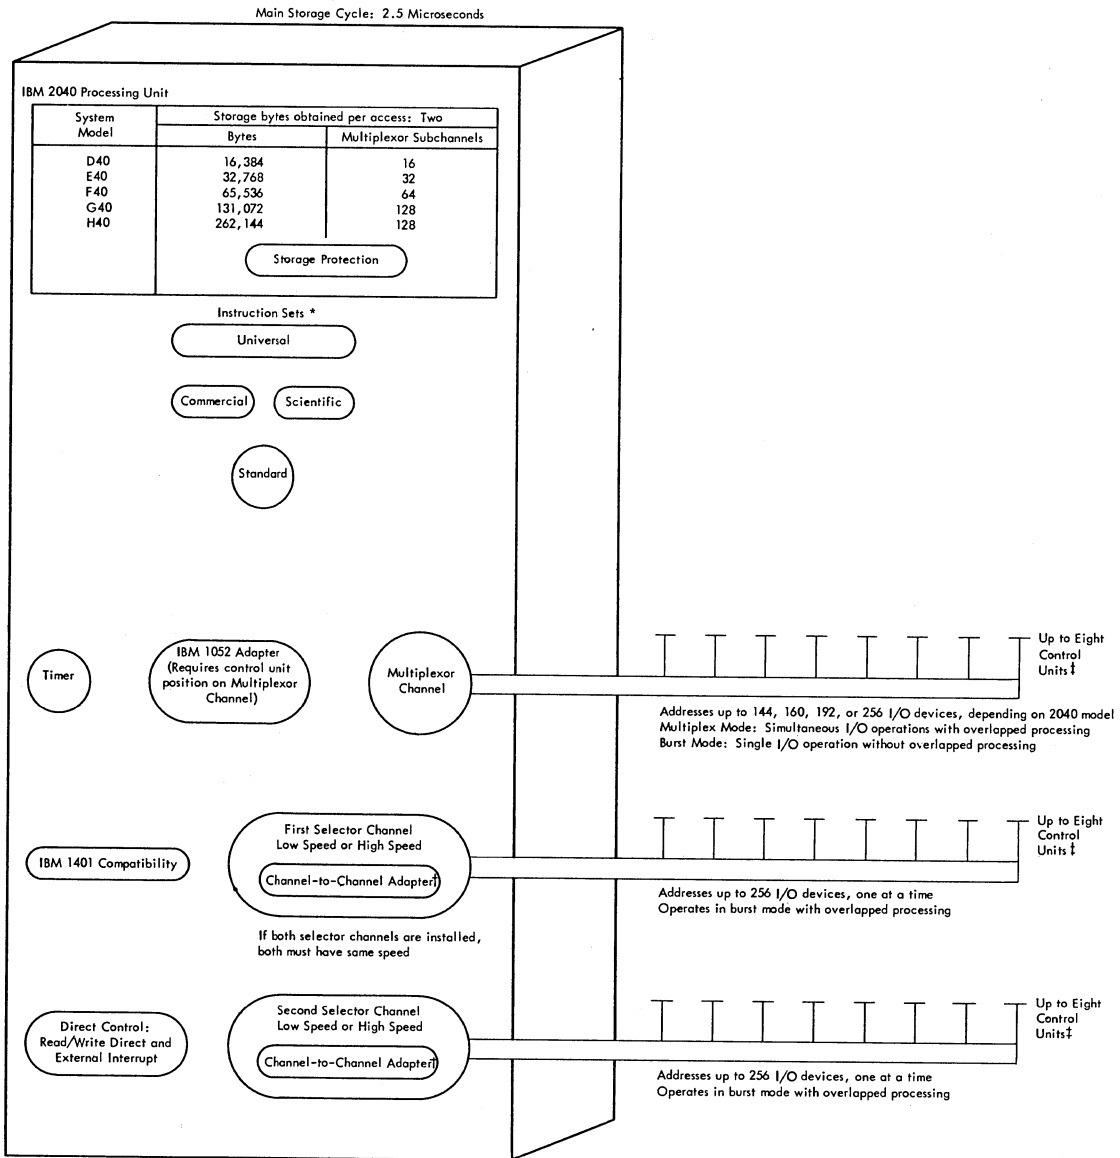 Main Storage Cycle: 2.5 Microseconds
IBM 2040 Processing Unit
System Model
Storage bytes obtained per access: Two
Bytes
Multiplexor Subchannels
D40 16,384 16
E40 32,768 32
F40 65,536 64
G40 131,072 128
H40 262,144 128
Storage Protection
Instruction Sets *
Universal
Commercial
Scientific
Standard
Timer
IBM 1052 Adapter
(Requires control unit
position on Multiplexor
Channel)
Multiplexor
Channel
Up to Eight
Control
Units‡
Addresses up to 144, 160, 192, or 256 I/O devices, depending on 2040 model
Multiplex Mode: Simultaneous I/O operations with overlapped processing
Burst Mode: Single I/O operation without overlapped processing
IBM 1401 Compatibility
First Selector Channel
Low Speed or High Speed
Channel-to-Channel Adapter†
Up to Eight
Control
Units‡
Addresses up to 256 I/O devices, one at a time
Operates in burst mode with overlapped processing
If both selector channels are installed,
both must have same speed
Direct Control:
Read/Write Direct and
External Interrupt
Second Selector Channel
Low Speed or High Speed
Channel-to-Channel Adapter†
Up to Eight
Control
Units‡
Addresses up to 256 I/O devices, one at a time
Operates in burst mode with overlapped processing